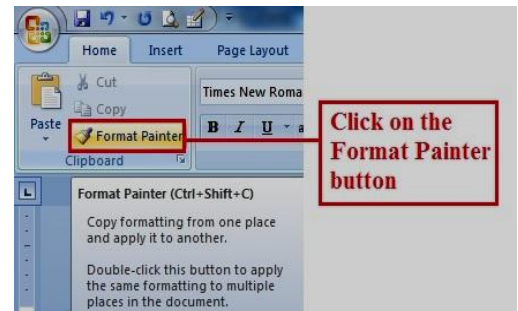 Home Insert Page Layout
Cut
Copy
Paste
Format Painter
Clipboard
Times New Roma
B I U a
Click on the
Format Painter
button
L
Format Painter (Ctrl+Shift+C)
Copy formatting from one place
and apply it to another.
Double-click this button to apply
the same formatting to multiple
places in the document.